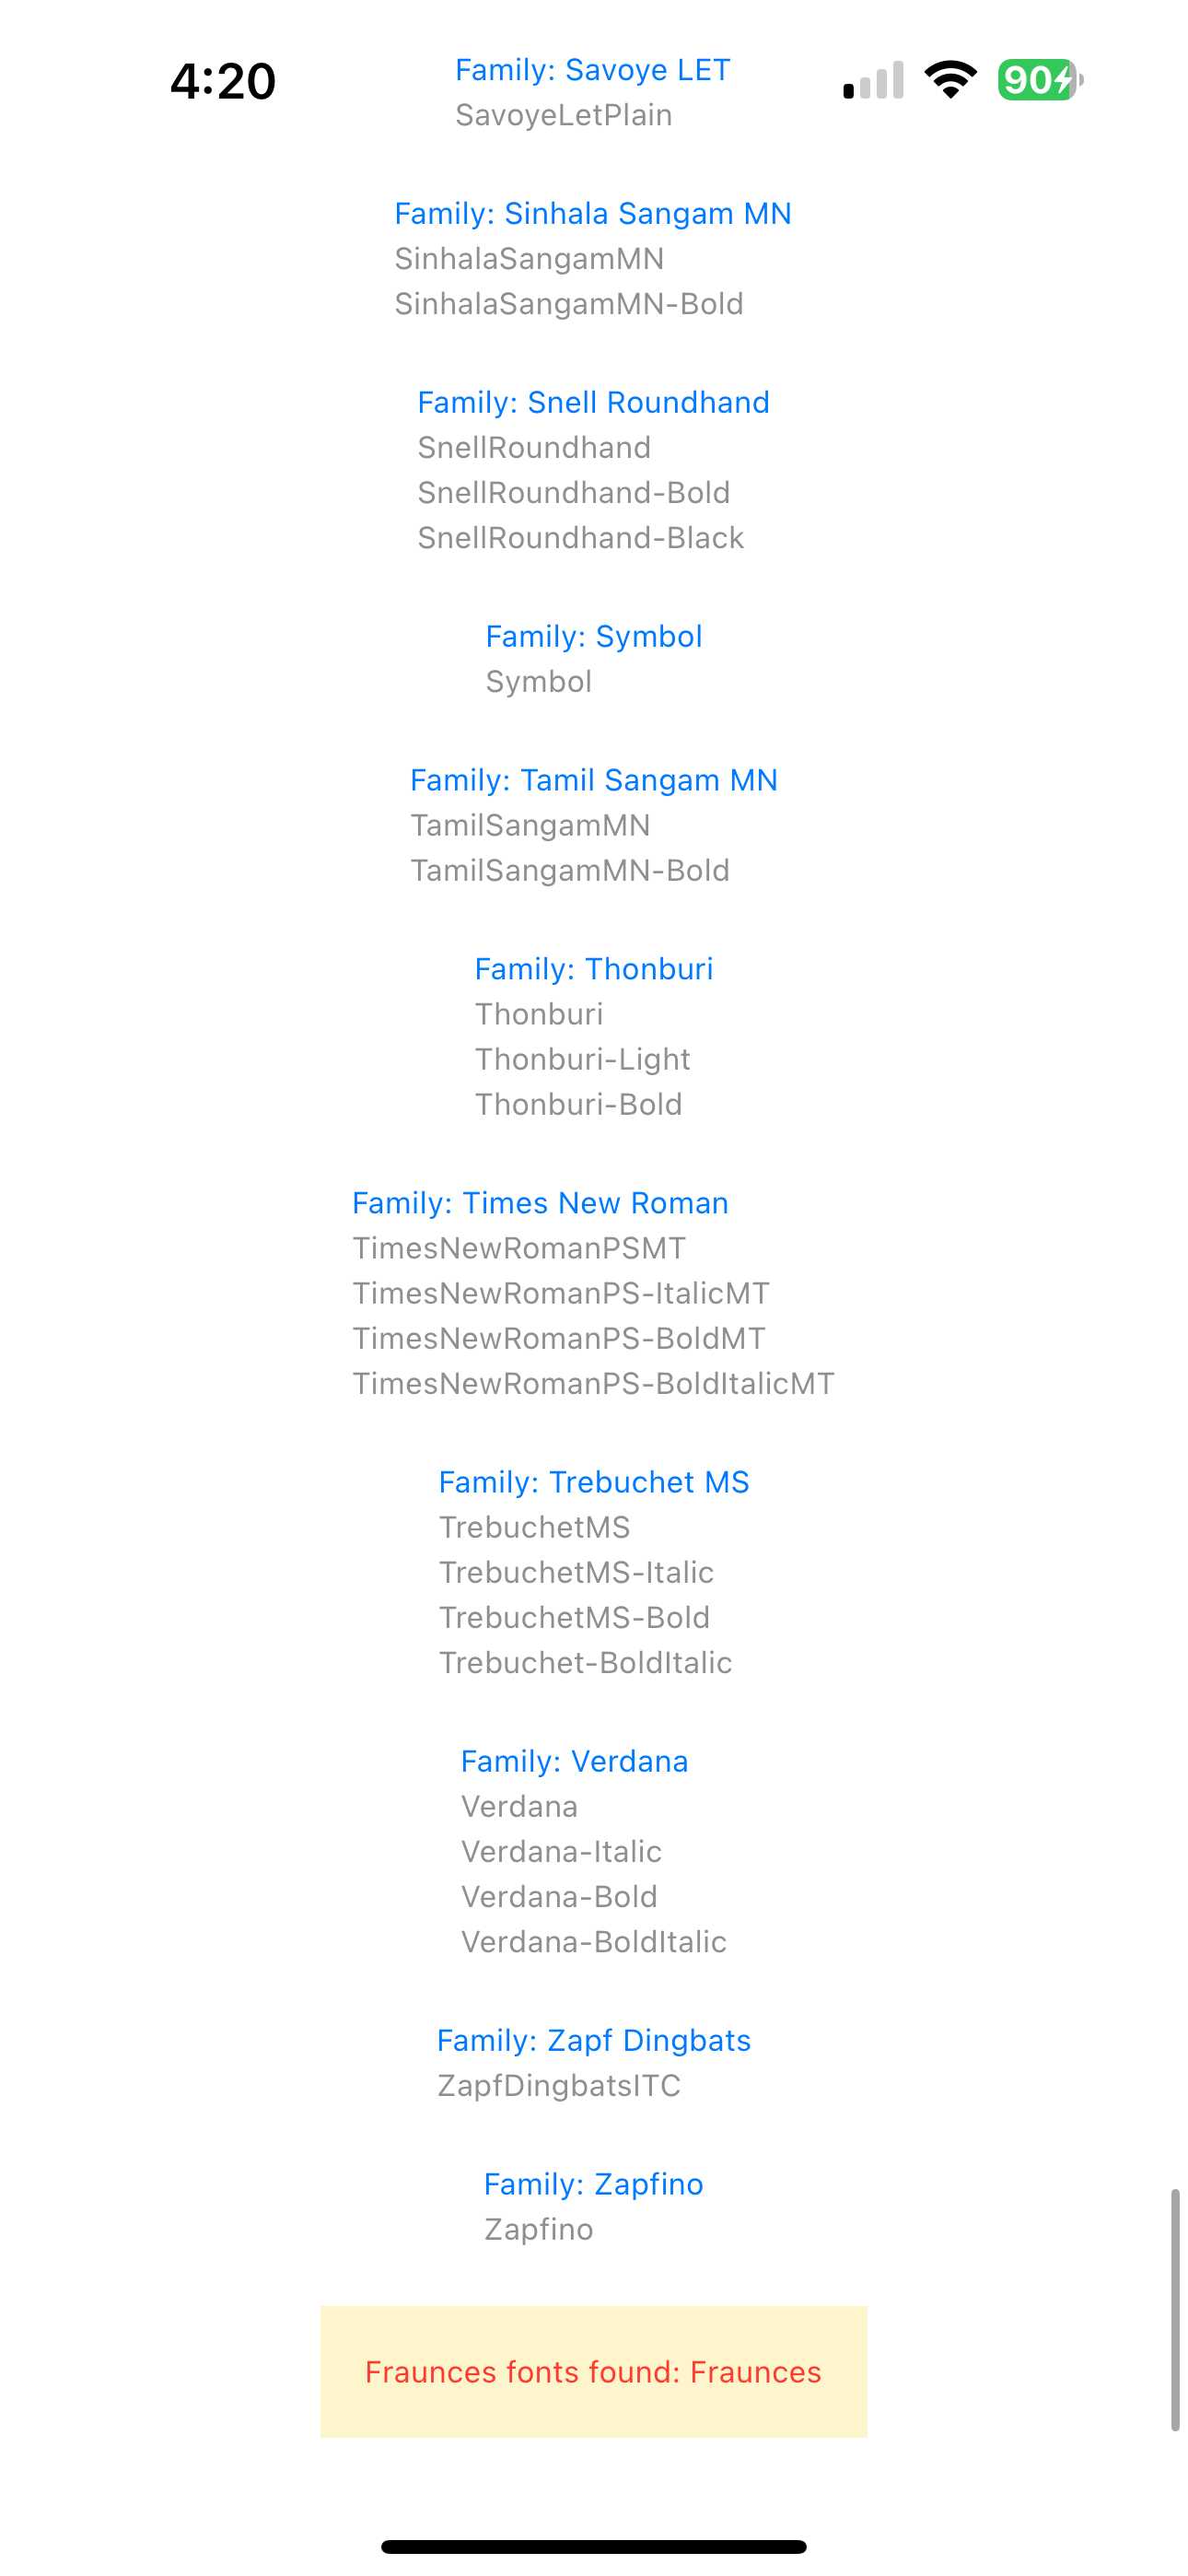 4:20
Family: Savoye LET
90
SavoyeLetPlain
Family: Sinhala Sangam MN
SinhalaSangamMN
SinhalaSangamMN-Bold
Family: Snell Roundhand
SnellRoundhand
SnellRoundhand-Bold
SnellRoundhand-Black
Family: Symbol
Symbol
Family: Tamil Sangam MN
TamilSangamMN
TamilSangamMN-Bold
Family: Thonburi
Thonburi
Thonburi-Light
Thonburi-Bold
Family: Times New Roman
TimesNewRomanPSMT
TimesNewRomanPS-ItalicMT
TimesNewRomanPS-BoldMT
TimesNewRomanPS-BoldItalicMT
Family: Trebuchet MS
TrebuchetMS
TrebuchetMS-Italic
TrebuchetMS-Bold
Trebuchet-BoldItalic
Family: Verdana
Verdana
Verdana-Italic
Verdana-Bold
Verdana-BoldItalic
Family: Zapf Dingbats
ZapfDingbatsITC
Family: Zapfino
Zapfino
Fraunces fonts found: Fraunces